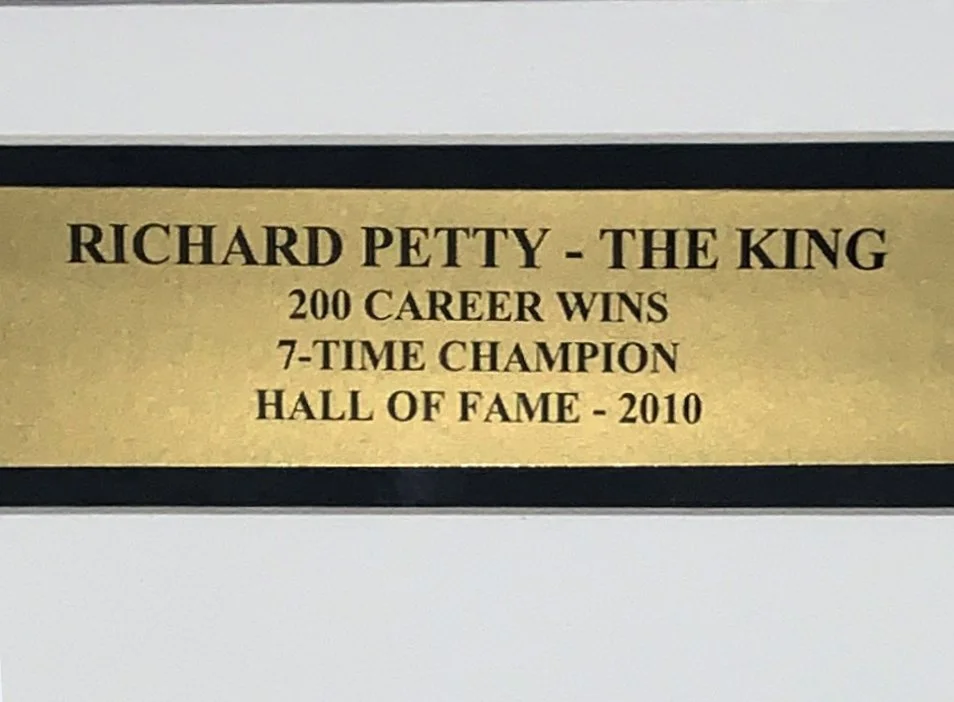 RICHARD PETTY - THE KING
200 CAREER WINS
7-TIME CHAMPION
HALL OF FAME - 2010